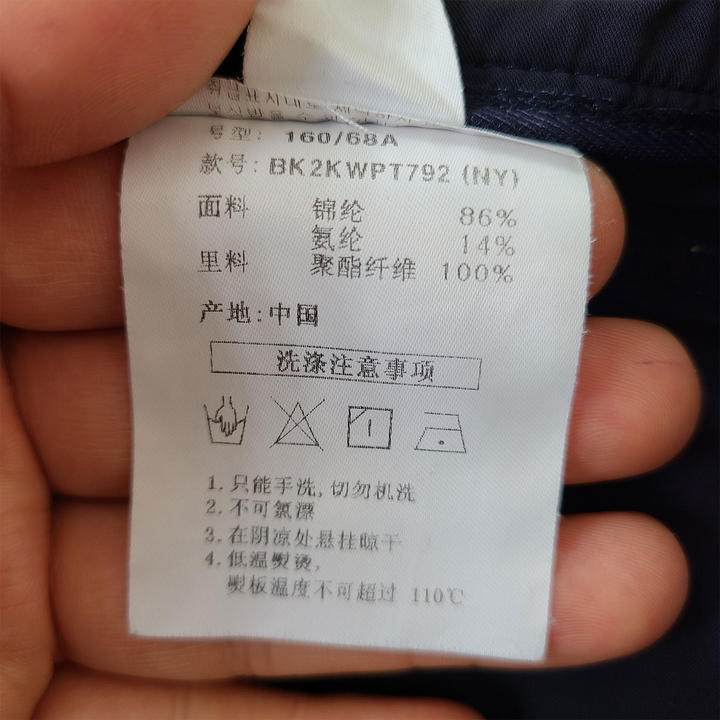 号型: 160/68A
款号: BK2KWPT792 (NY)
面料 锦纶 86%
氨纶 14%
里料 聚酯纤维 100%
产地: 中国
洗涤注意事项
1. 只能手洗, 切勿机洗
2. 不可氯漂
3. 在阴凉处悬挂晾干
4. 低温熨烫,
熨板温度不可超过 110℃